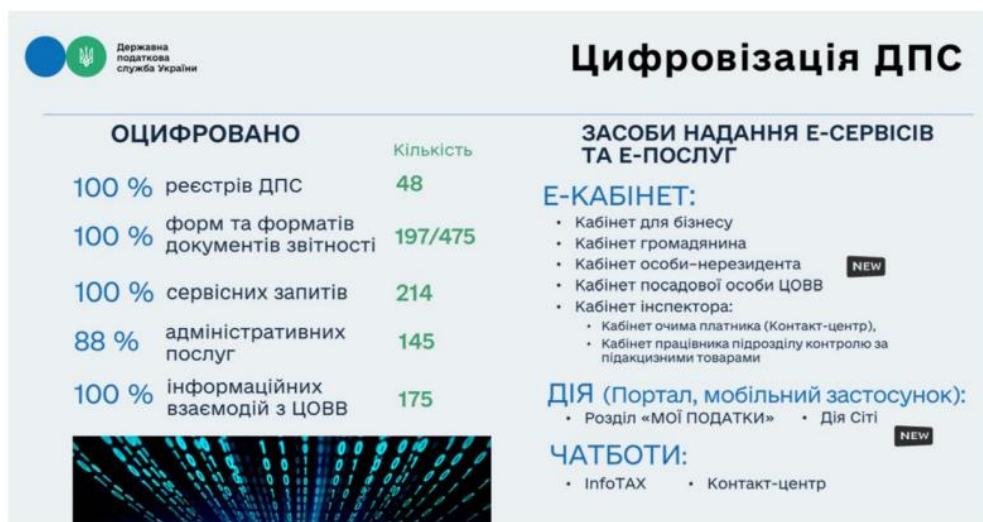 Державна
податкова
служба України
Цифровізація ДПС
ОЦИФРОВАНО
Кількість
100 % реєстрів ДПС 48
100 % форм та форматів
документів звітності 197/475
100 % сервісних запитів 214
88 % адміністративних
послуг 145
100 % інформаційних
взаємодій з ЦОВВ 175
ЗАСОБИ НАДАННЯ Е-СЕРВІСІВ
ТА Е-ПОСЛУГ
Е-КАБІНЕТ:
• Кабінет для бізнесу
• Кабінет громадянина
• Кабінет особи-нерезидента NEW
• Кабінет посадової особи ЦОВВ
• Кабінет інспектора:
• Кабінет очима платника (Контакт-центр),
• Кабінет працівника підрозділу контролю за
підакцизними товарами
ДІЯ (Портал, мобільний застосунок):
• Розділ «МОЇ ПОДАТКИ» • Дія Сіті
NEW
ЧАТБОТИ:
• InfoTAX • Контакт-центр